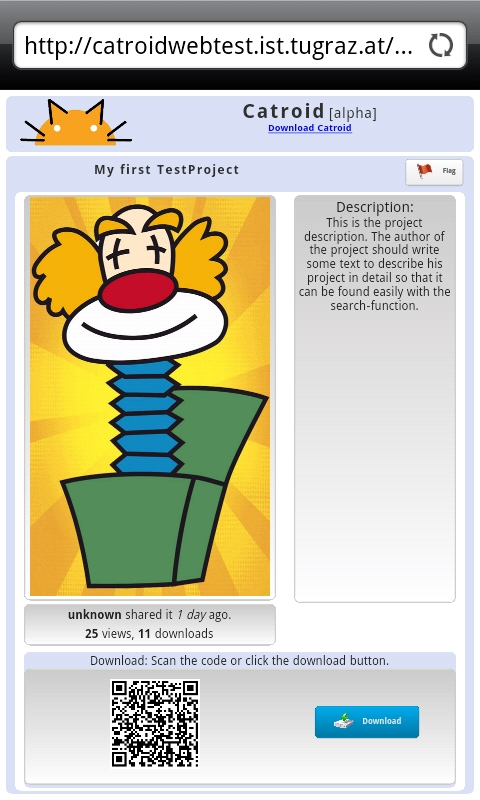 http://catroidwebtest.ist.tugraz.at/...
Catroid [alpha]
Download Catroid
My first TestProject
Flag
Description:
This is the project
description. The author of
the project should write
some text to describe his
project in detail so that it
can be found easily with the
search-function.
unknown shared it 1 day ago.
25 views, 11 downloads
Download: Scan the code or click the download button.
Download